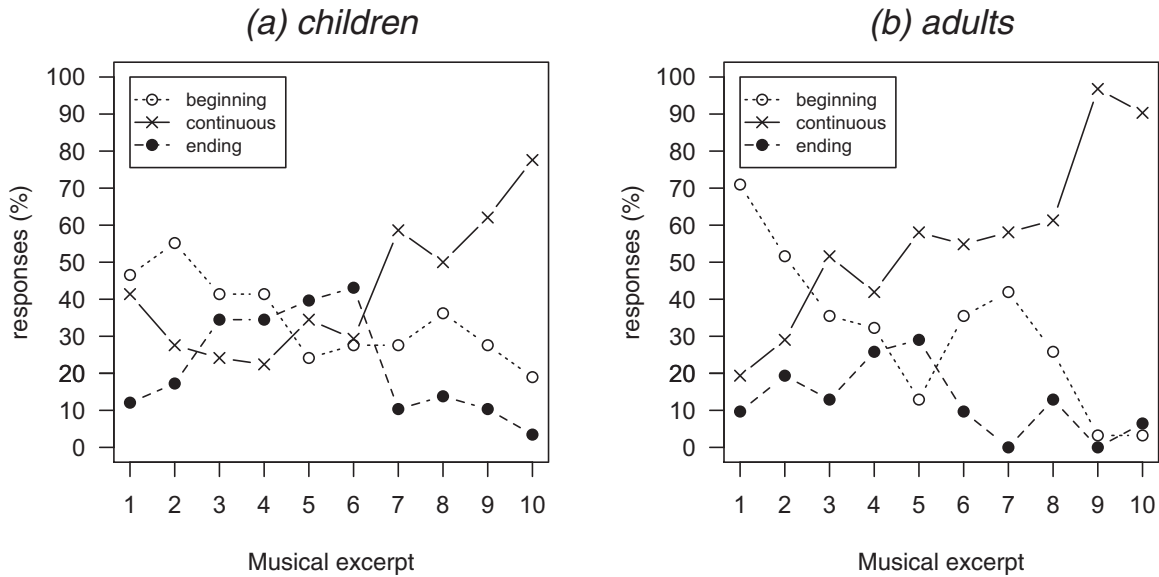 (a) children
responses (%)
100
90
80
70
60
50
40
30
20
10
0
beginning
continuous
ending
1 2 3 4 5 6 7 8 9 10
Musical excerpt
(b) adults
responses (%)
100
90
80
70
60
50
40
30
20
10
0
beginning
continuous
ending
1 2 3 4 5 6 7 8 9 10
Musical excerpt